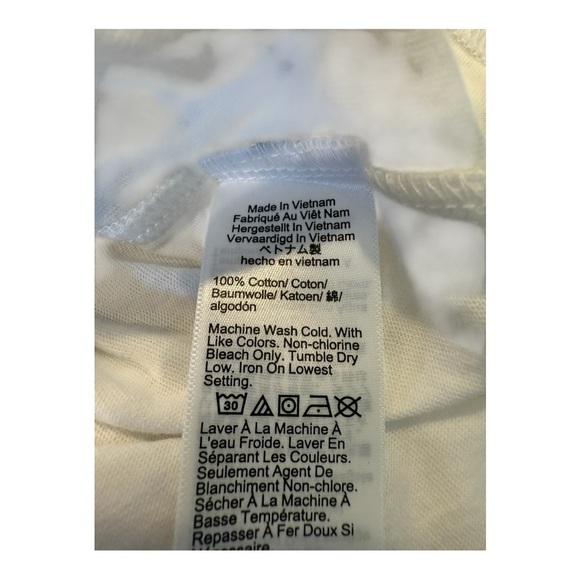 Made In Vietnam
Fabriqué Au Viêt Nam
Hergestellt In Vietnam
Vervaardigd In Vietnam
ベトナム製
hecho en vietnam
100% Cotton/ Coton/
Baumwolle/ Katoen/ 綿/
algodón
Machine Wash Cold. With
Like Colors. Non-chlorine
Bleach Only. Tumble Dry
Low. Iron On Lowest
Setting.
30
Laver À La Machine À
L'eau Froide. Laver En
Séparant Les Couleurs.
Seulement Agent De
Blanchiment Non-chlore.
Sécher À La Machine À
Basse Température.
Repasser À Fer Doux Si
Nécessaire.